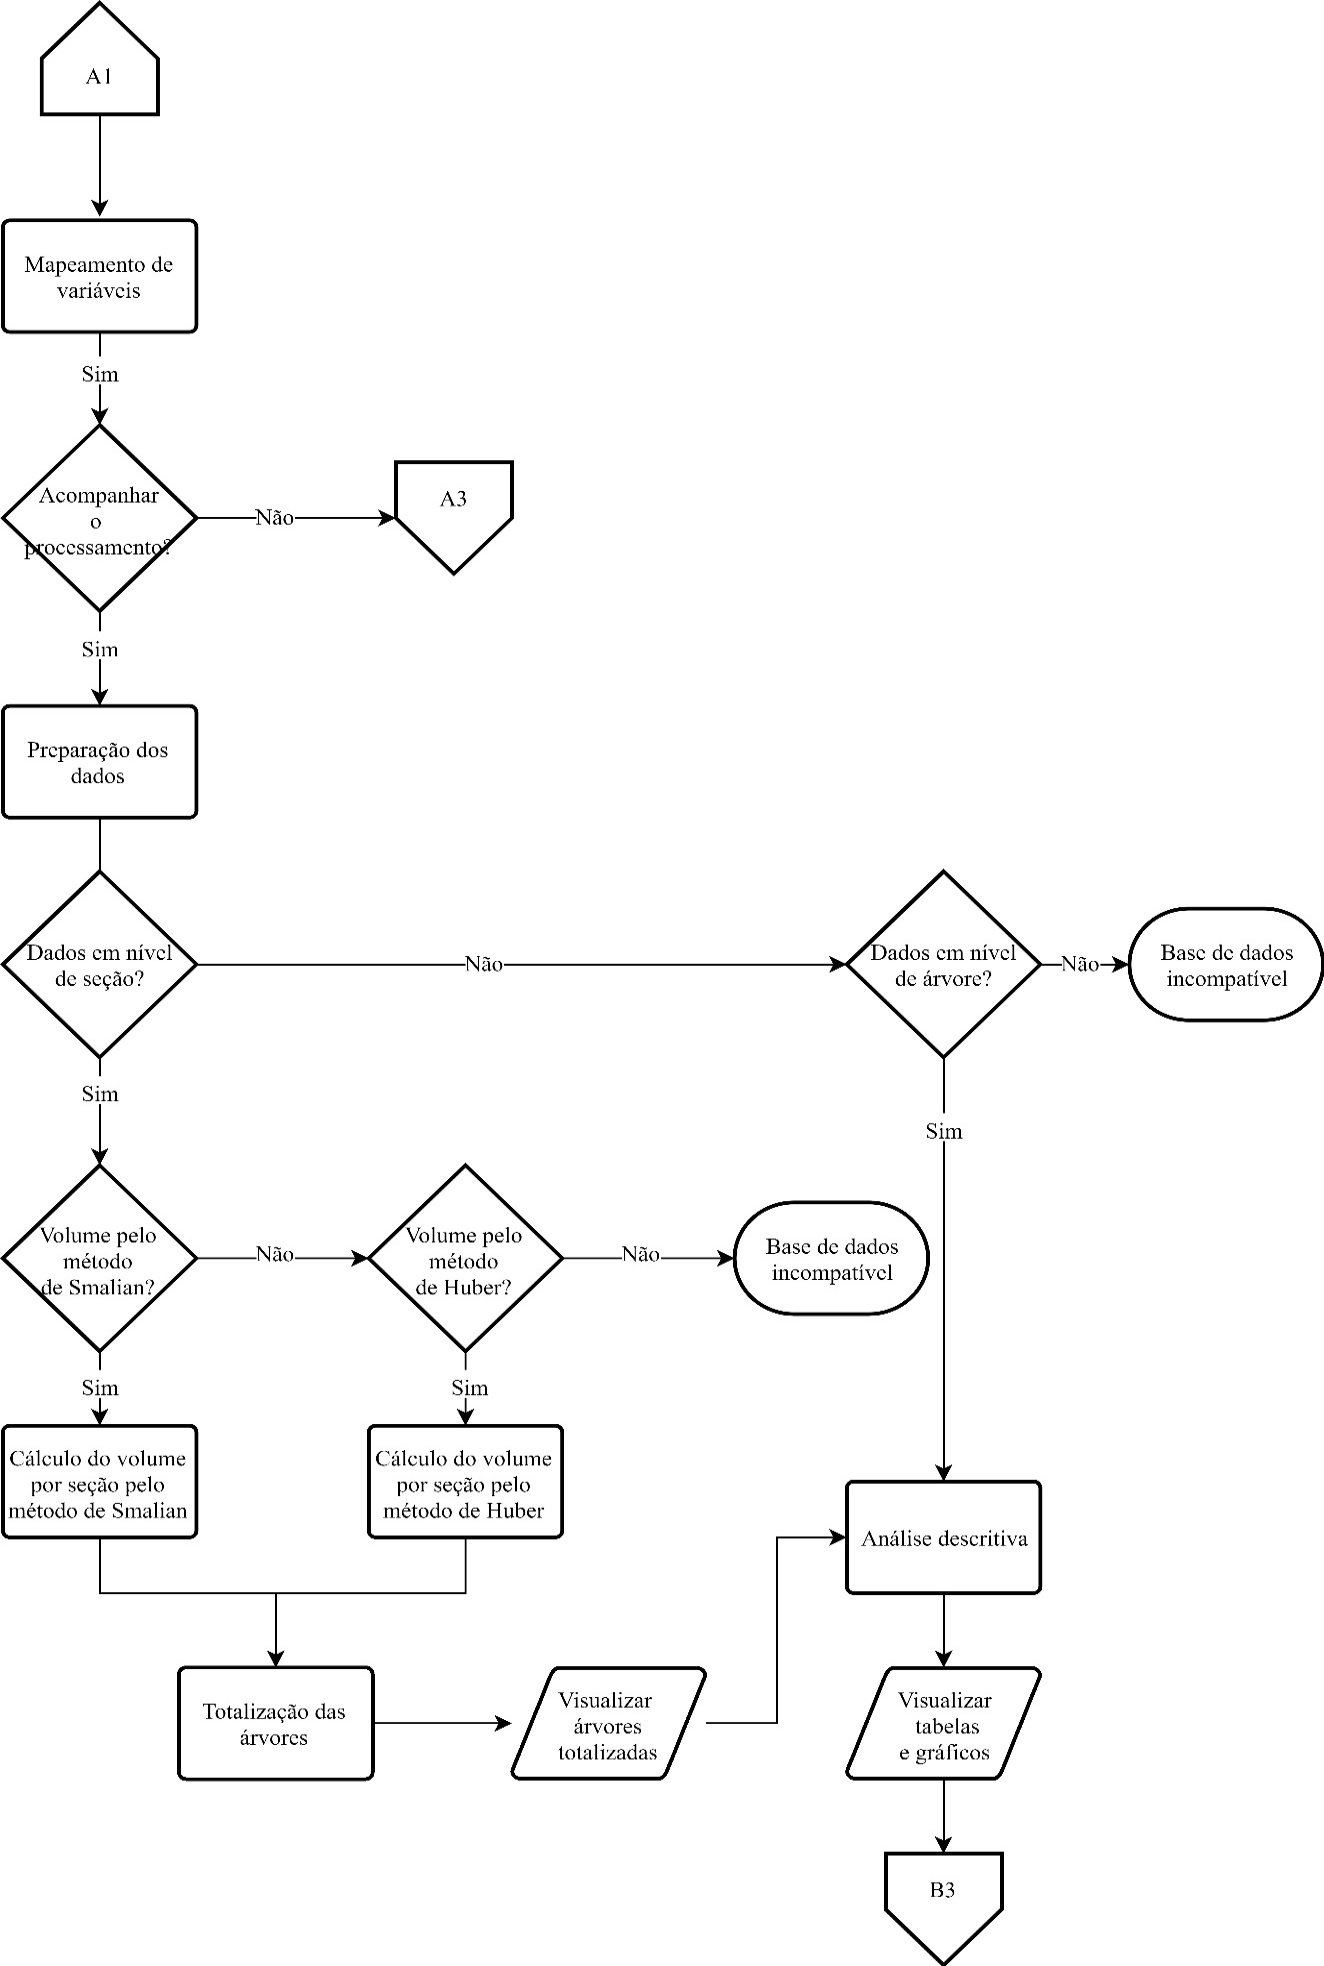 A1
Mapeamento de
variáveis
Sim
Acompanhar
o
processamento?
Não
A3
Sim
Preparação dos
dados
Dados em nível
de seção?
Não
Dados em nível
de árvore?
Não
Base de dados
incompatível
Sim
Sim
Volume pelo
método
de Smalian?
Não
Volume pelo
método
de Huber?
Não
Base de dados
incompatível
Sim
Sim
Cálculo do volume
por seção pelo
método de Smalian
Cálculo do volume
por seção pelo
método de Huber
Análise descritiva
Totalização das
árvores
Visualizar
árvores
totalizadas
Visualizar
tabelas
e gráficos
B3